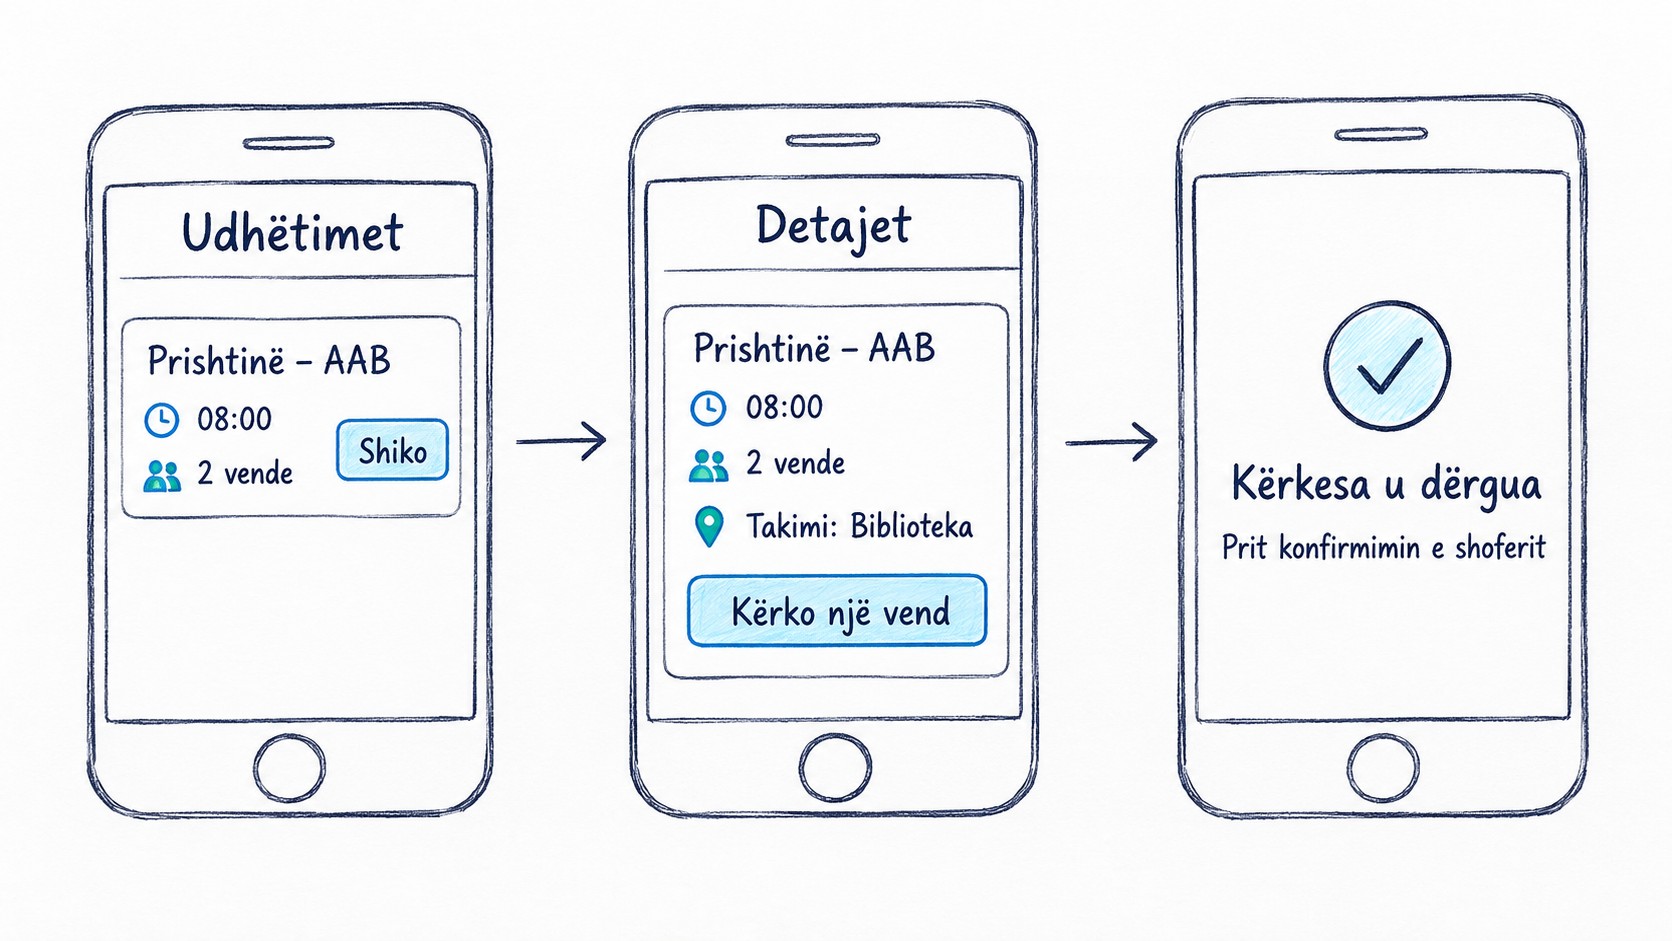 Udhëtimet
Prishtinë – AAB
08:00
2 vende
Shiko
Detajet
Prishtinë – AAB
08:00
2 vende
Takimi: Biblioteka
Kërko një vend
Kërkesa u dërgua
Prit konfirmimin e shoferit